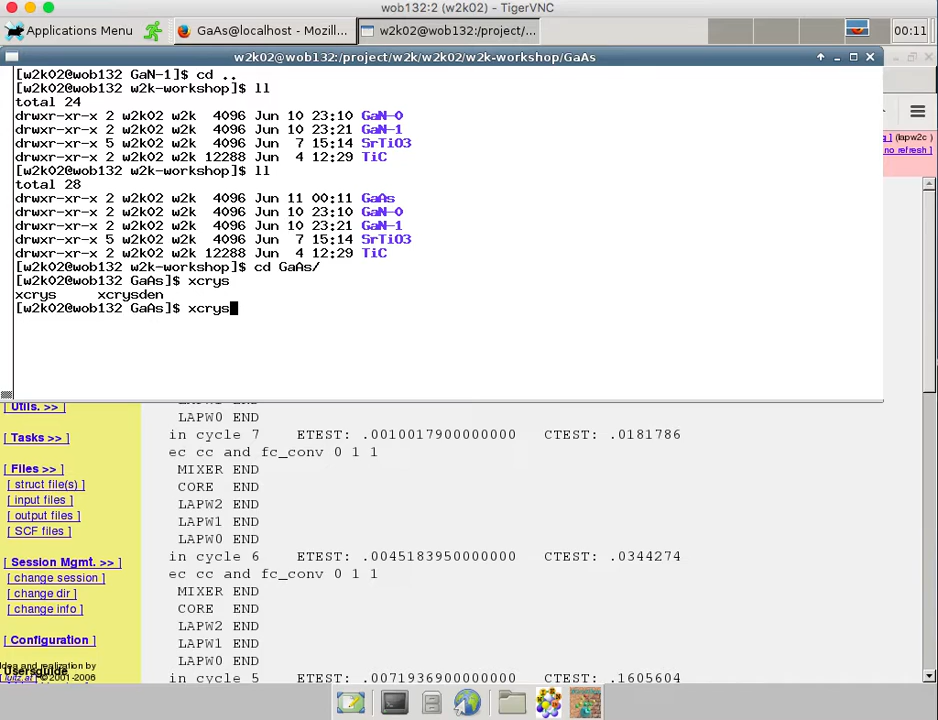 wob132:2 (w2k02) - TigerVNC
Applications Menu
GaAs@localhost - Mozill...
w2k02@wob132:/project/...
00:11
w2k02@wob132:/project/w2k/w2k02/w2k-workshop/GaAs
[w2k02@wob132 GaN-1]$ cd ..
[w2k02@wob132 w2k-workshop]$ ll
total 24
drwxr-xr-x 2 w2k02 w2k  4096 Jun 10 23:10 GaN-0
drwxr-xr-x 2 w2k02 w2k  4096 Jun 10 23:21 GaN-1
drwxr-xr-x 5 w2k02 w2k  4096 Jun  7 15:14 SrTiO3
drwxr-xr-x 2 w2k02 w2k 12288 Jun  4 12:29 TiC
[w2k02@wob132 w2k-workshop]$ ll
total 28
drwxr-xr-x 2 w2k02 w2k  4096 Jun 11 00:11 GaAs
drwxr-xr-x 2 w2k02 w2k  4096 Jun 10 23:10 GaN-0
drwxr-xr-x 2 w2k02 w2k  4096 Jun 10 23:21 GaN-1
drwxr-xr-x 5 w2k02 w2k  4096 Jun  7 15:14 SrTiO3
drwxr-xr-x 2 w2k02 w2k 12288 Jun  4 12:29 TiC
[w2k02@wob132 w2k-workshop]$ cd GaAs/
[w2k02@wob132 GaAs]$ xcrys
xcrys     xcrysden
[w2k02@wob132 GaAs]$ xcrys
] (lapw2c )
no refresh ]
[ Utils. >> ]
[ Tasks >> ]
[ Files >> ]
[ struct file(s) ]
[ input files ]
[ output files ]
[ SCF files ]
[ Session Mgmt. >> ]
[ change session ]
[ change dir ]
[ change info ]
[ Configuration ]
Idea and realization by
Usersguide
©2001-2006
LAPW1 END
LAPW0 END
in cycle 7    ETEST: .0010017900000000   CTEST: .0181786
ec cc and fc_conv 0 1 1
MIXER END
CORE  END
LAPW2 END
LAPW1 END
LAPW0 END
in cycle 6    ETEST: .0045183950000000   CTEST: .0344274
ec cc and fc_conv 0 1 1
MIXER END
CORE  END
LAPW2 END
LAPW1 END
LAPW0 END
in cycle 5    ETEST: .0071936900000000   CTEST: .1605604